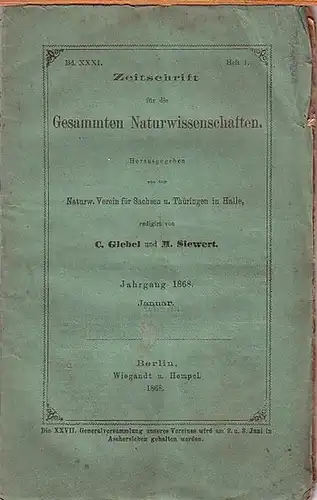 Bd. XXXI. Heft 1.
Zeitschrift
für die
Gesammten Naturwissenschaften.
Herausgegeben
von dem
Naturw. Verein für Sachsen u. Thüringen in Halle,
redigirt von
C. Giebel und M. Siewert.
Jahrgang 1868.
Januar.
Berlin,
Wiegandt u. Hempel.
1868.
Die XXVII. Generalversammlung unseres Vereines wird am 2. u. 3. Juni in
Aschersleben gehalten werden.